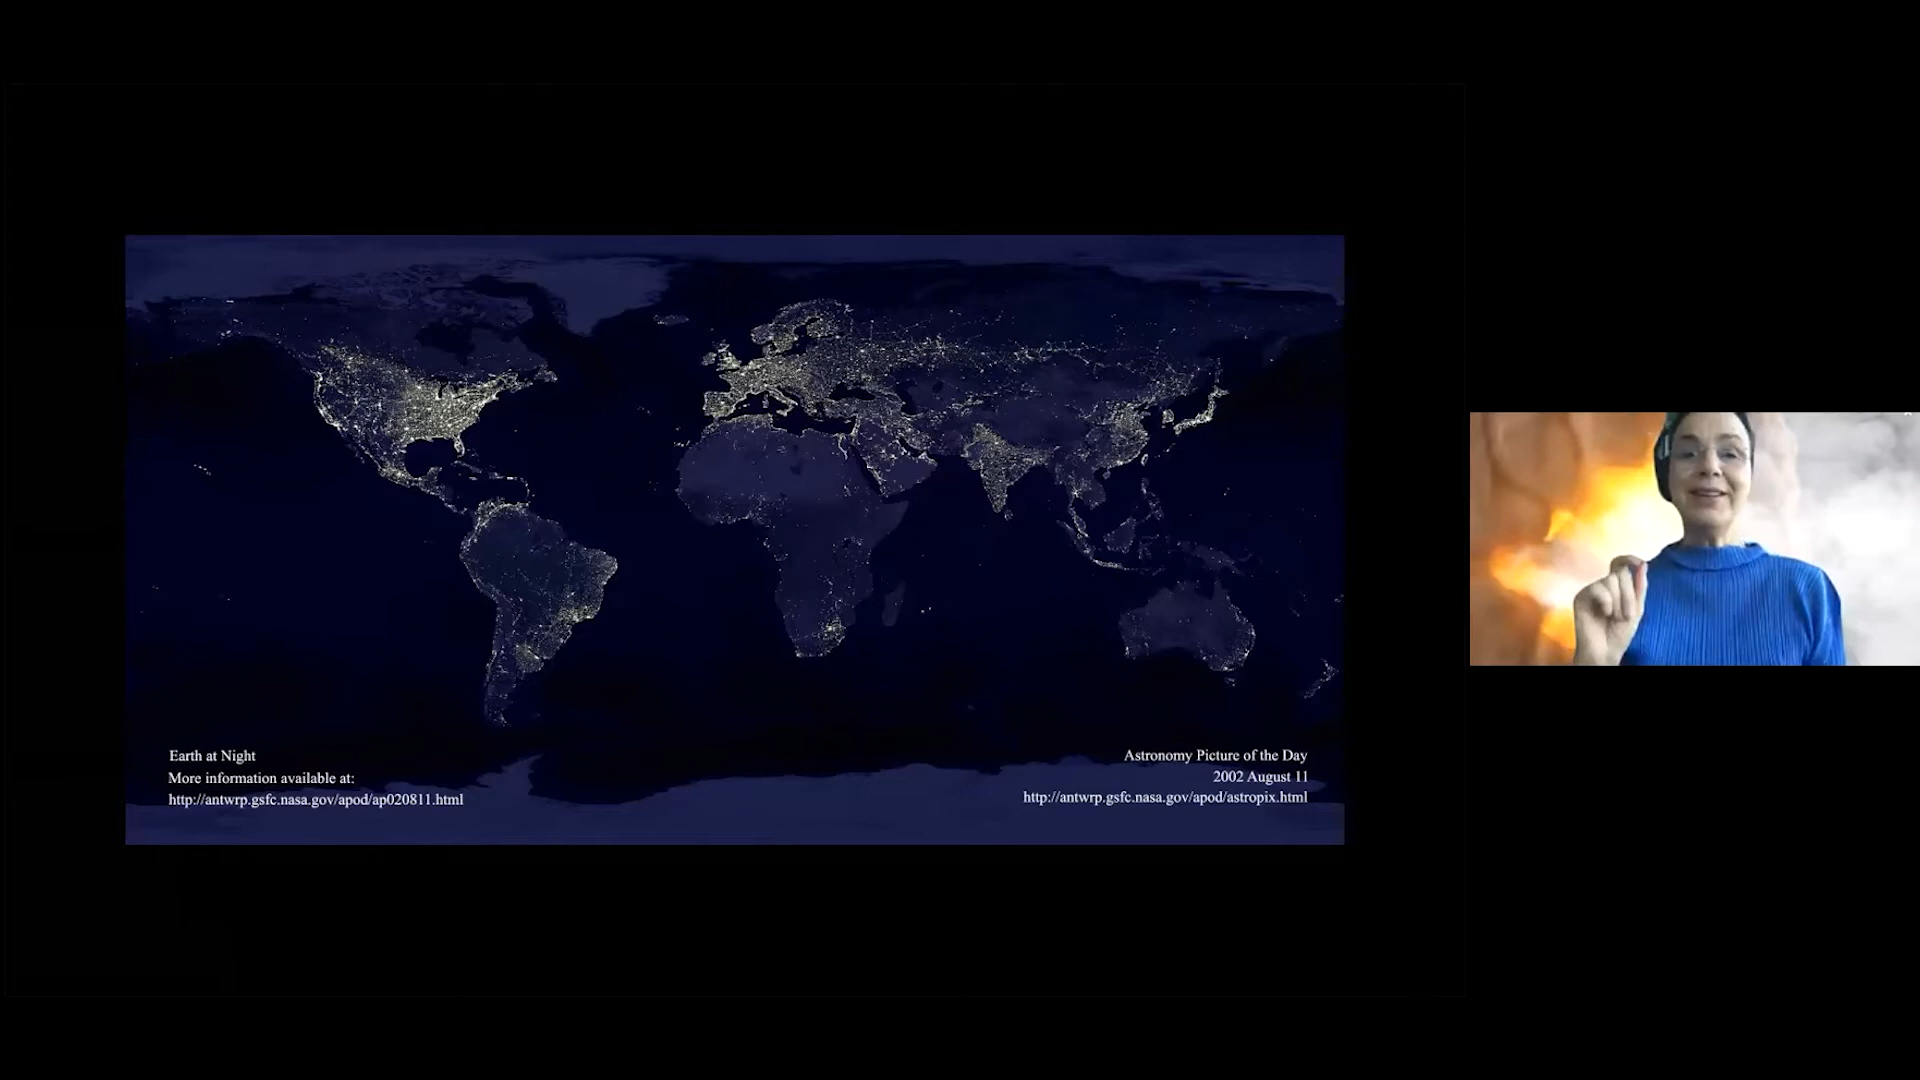 Earth at Night
More information available at:
http://antwrp.gsfc.nasa.gov/apod/ap020811.html
Astronomy Picture of the Day
2002 August 11
http://antwrp.gsfc.nasa.gov/apod/astropix.html